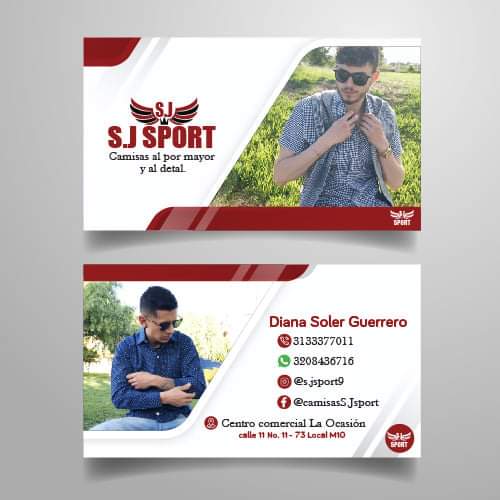 S.J
S.J SPORT
Camisas al por mayor
y al detal.
SPORT
Diana Soler Guerrero
3133377011
3208436716
@s.jsport9
@camisasS.Jsport
Centro comercial La Ocasión
calle 11 No. 11 - 73 Local M10
SPORT